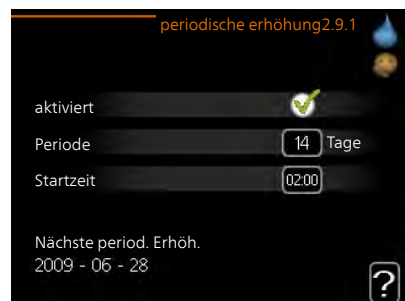 periodische erhöhung2.9.1
aktiviert
Periode 14 Tage
Startzeit 02:00
Nächste period. Erhöh.
2009 - 06 - 28
?